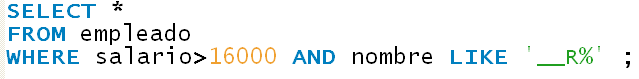 SELECT *
FROM empleado
WHERE salario>16000 AND nombre LIKE '__R%' ;